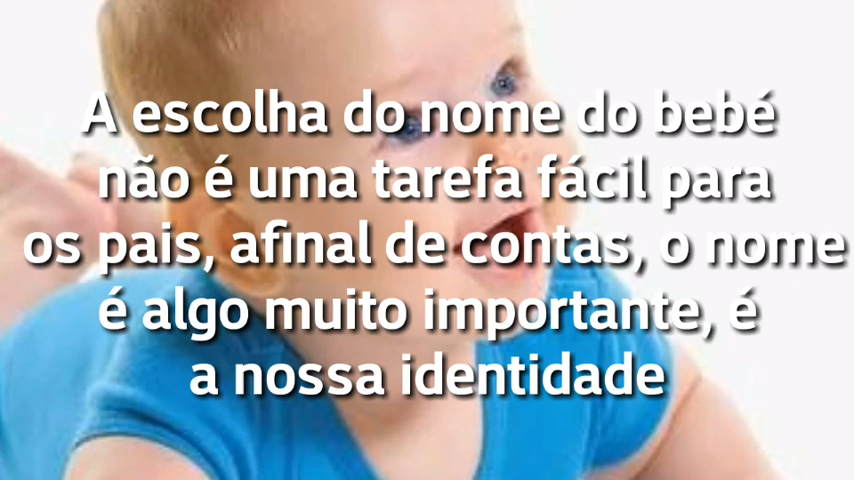 A escolha do nome do bebé
não é uma tarefa fácil para
os pais, afinal de contas, o nome
é algo muito importante, é
a nossa identidade